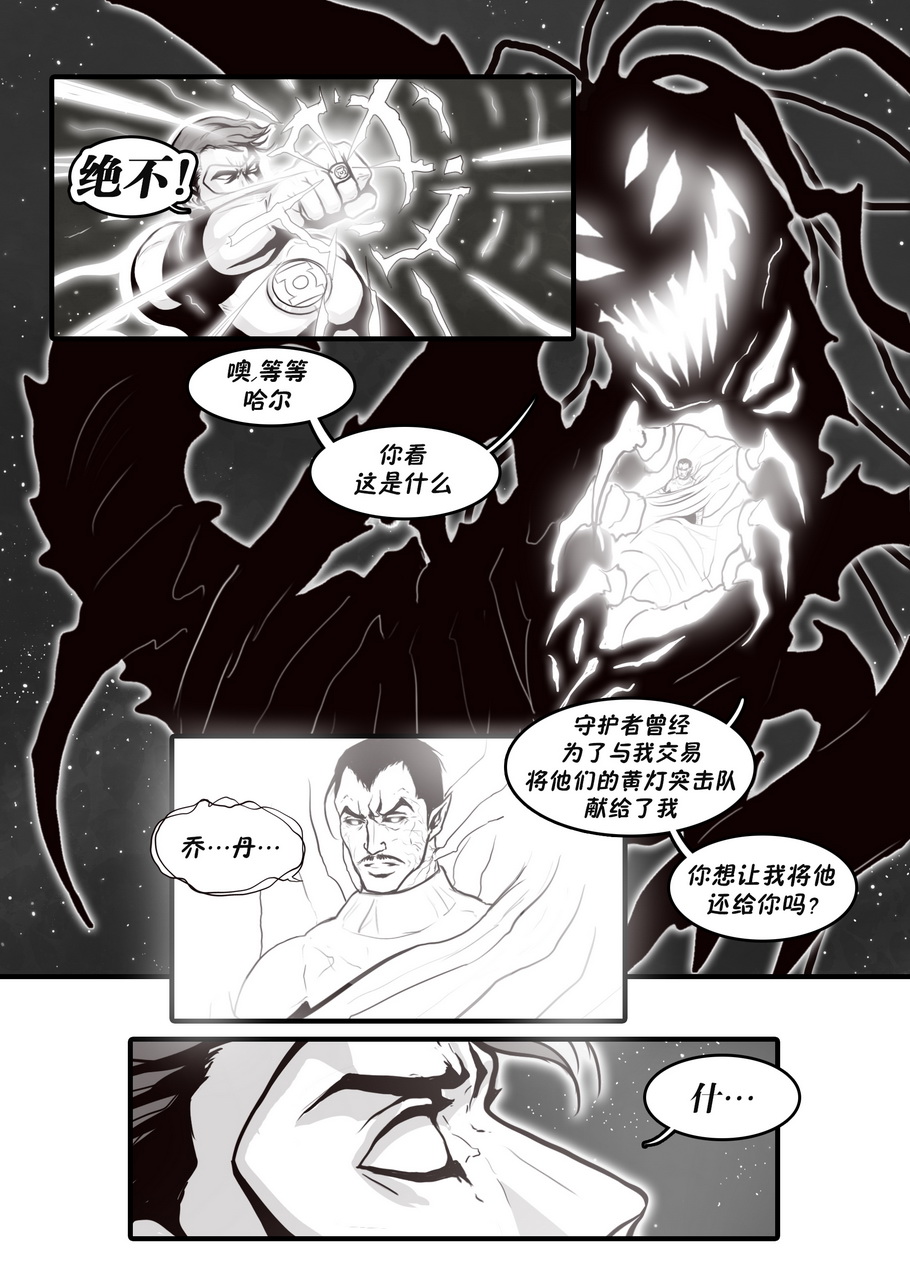 绝不!
噢,等等
哈尔
你看
这是什么
守护者曾经
为了与我交易
将他们的黄灯突击队
献给了我
乔…丹…
你想让我将他
还给你吗?
什…